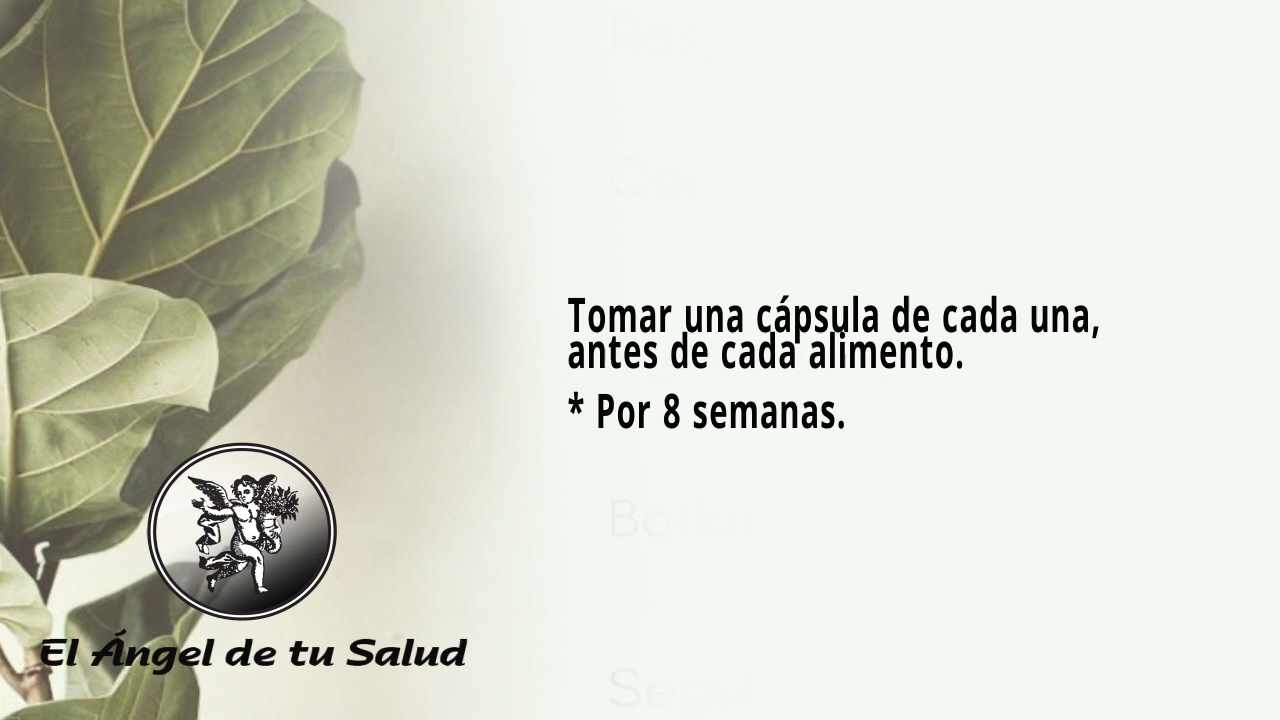 Tomar una cápsula de cada una,
antes de cada alimento.
* Por 8 semanas.
El Ángel de tu Salud